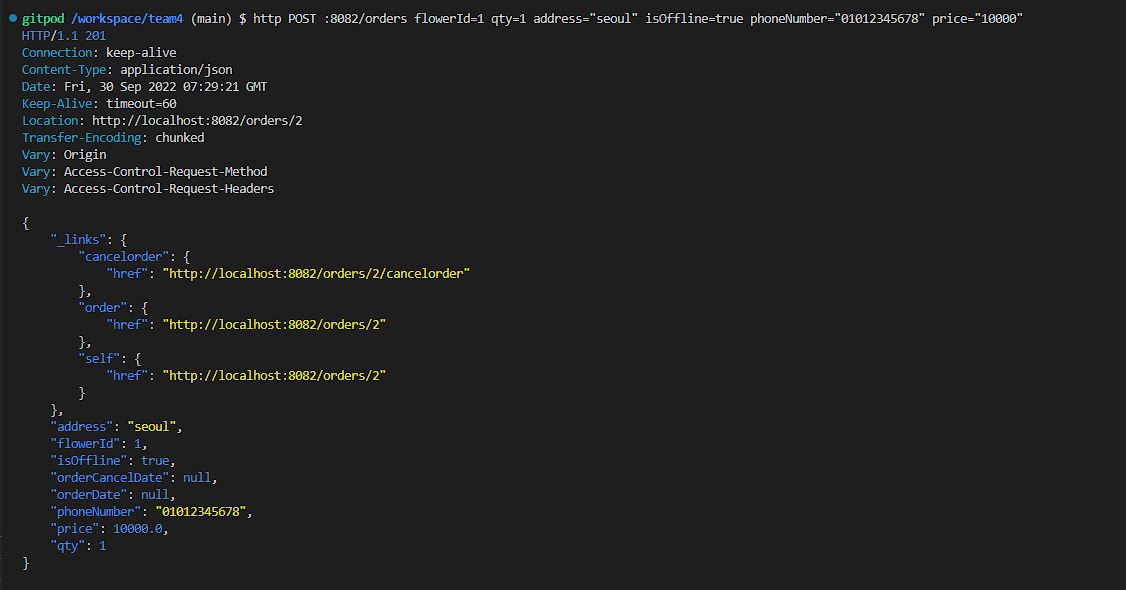 gitpod /workspace/team4 (main) $ http POST :8082/orders flowerId=1 qty=1 address="seoul" isOffline=true phoneNumber="01012345678" price="10000"
HTTP/1.1 201
Connection: keep-alive
Content-Type: application/json
Date: Fri, 30 Sep 2022 07:29:21 GMT
Keep-Alive: timeout=60
Location: http://localhost:8082/orders/2
Transfer-Encoding: chunked
Vary: Origin
Vary: Access-Control-Request-Method
Vary: Access-Control-Request-Headers

{
    "_links": {
        "cancelorder": {
            "href": "http://localhost:8082/orders/2/cancelorder"
        },
        "order": {
            "href": "http://localhost:8082/orders/2"
        },
        "self": {
            "href": "http://localhost:8082/orders/2"
        }
    },
    "address": "seoul",
    "flowerId": 1,
    "isOffline": true,
    "orderCancelDate": null,
    "orderDate": null,
    "phoneNumber": "01012345678",
    "price": 10000.0,
    "qty": 1
}